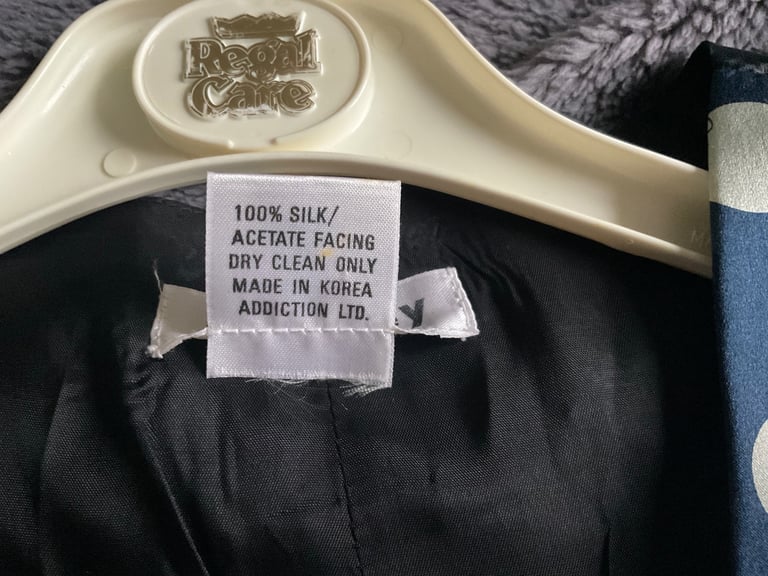 Regal
Care
100% SILK/
ACETATE FACING
DRY CLEAN ONLY
MADE IN KOREA
ADDICTION LTD.